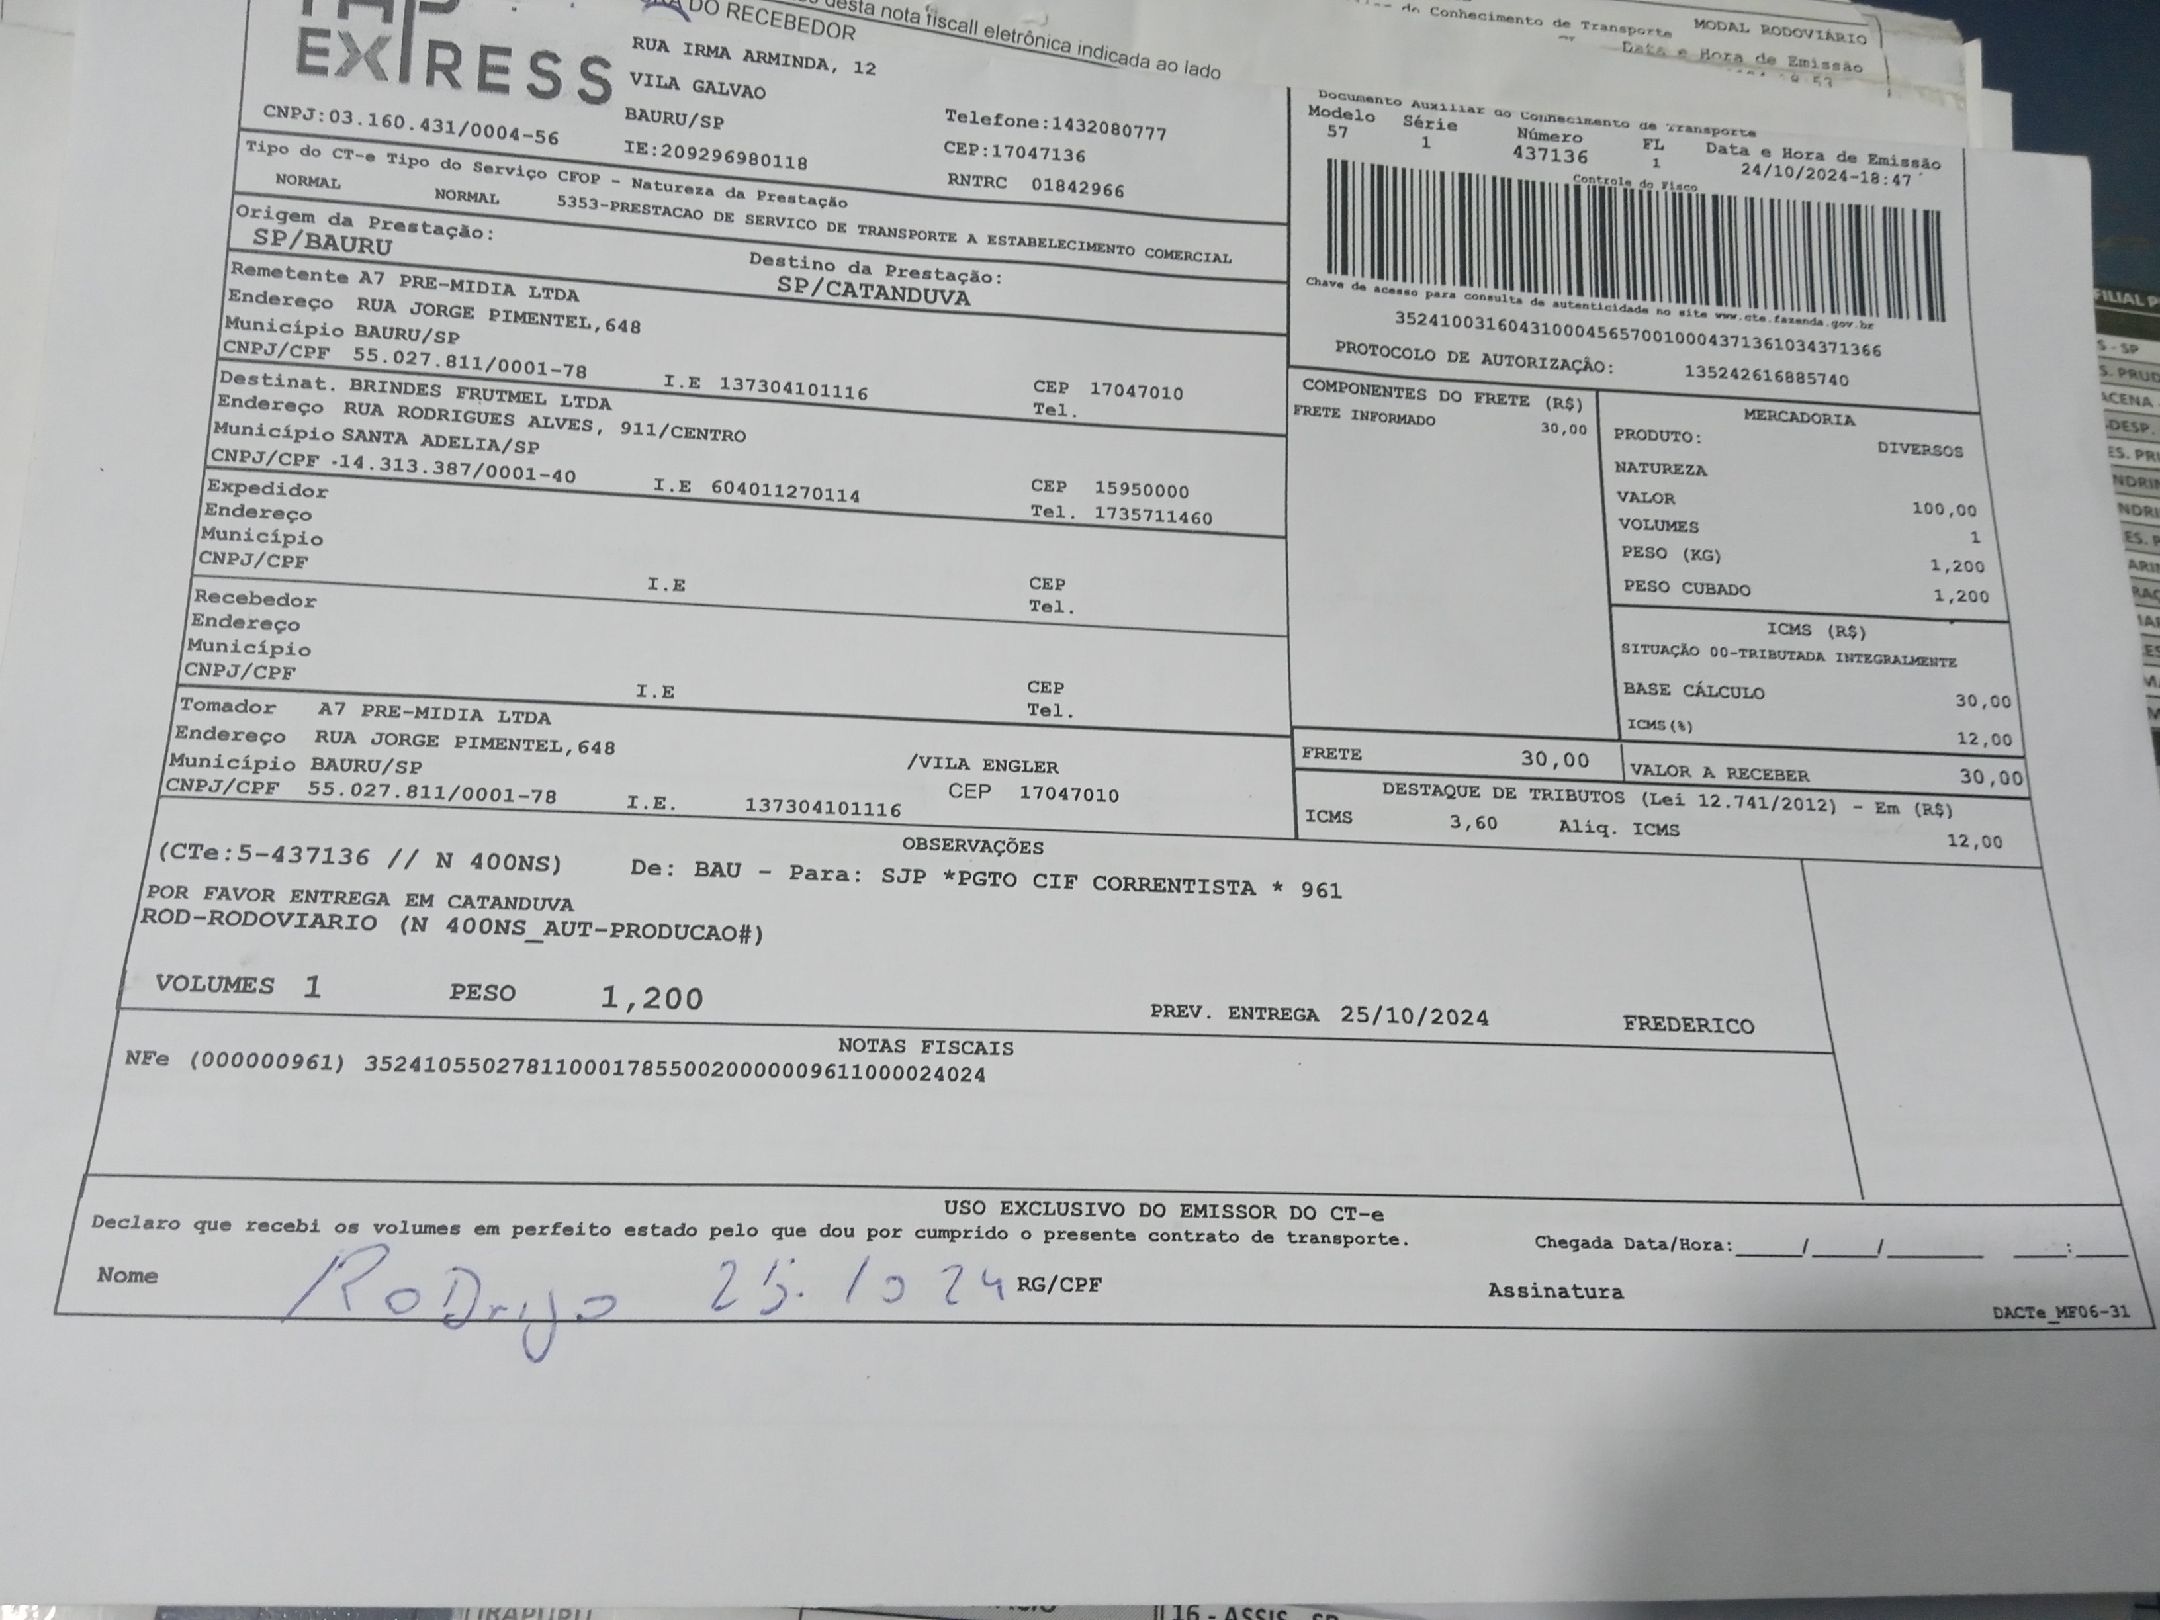 DO RECEBEDOR
desta nota fiscall eletrônica indicada ao lado
do Conhecimento de Transporte
MODAL RODOVIÁRIO
Data e Hora de Emissão
EXPRESS
RUA IRMA ARMINDA, 12
VILA GALVAO
BAURU/SP
Telefone:1432080777
CNPJ:03.160.431/0004-56
IE:209296980118
CEP:17047136
RNTRC 01842966
Documento Auxiliar do Conhecimento de Transporte
Modelo Série Número FL Data e Hora de Emissão
57 1 437136 1 24/10/2024-18:47
Controle do Fisco
Tipo do CT-e Tipo do Serviço CFOP - Natureza da Prestação
NORMAL NORMAL 5353-PRESTACAO DE SERVICO DE TRANSPORTE A ESTABELECIMENTO COMERCIAL
Origem da Prestação:
SP/BAURU
Destino da Prestação:
SP/CATANDUVA
Chave de acesso para consulta de autenticidade no site www.cte.fazenda.gov.br
35241003160431000456570010004371361034371366
PROTOCOLO DE AUTORIZAÇÃO: 135242616885740
Remetente A7 PRE-MIDIA LTDA
Endereço RUA JORGE PIMENTEL,648
Município BAURU/SP
CNPJ/CPF 55.027.811/0001-78 I.E 137304101116 CEP 17047010
Tel.
Destinat. BRINDES FRUTMEL LTDA
Endereço RUA RODRIGUES ALVES, 911/CENTRO
Município SANTA ADELIA/SP
CNPJ/CPF 14.313.387/0001-40 I.E 604011270114 CEP 15950000
Tel. 1735711460
Expedidor
Endereço
Município
CNPJ/CPF I.E CEP
Tel.
Recebedor
Endereço
Município
CNPJ/CPF I.E CEP
Tel.
Tomador A7 PRE-MIDIA LTDA
Endereço RUA JORGE PIMENTEL,648 /VILA ENGLER
Município BAURU/SP CEP 17047010
CNPJ/CPF 55.027.811/0001-78 I.E. 137304101116
COMPONENTES DO FRETE (R$)
FRETE INFORMADO 30,00
MERCADORIA
PRODUTO: DIVERSOS
NATUREZA
VALOR 100,00
VOLUMES 1
PESO (KG) 1,200
PESO CUBADO 1,200
ICMS (R$)
SITUAÇÃO 00-TRIBUTADA INTEGRALMENTE
BASE CÁLCULO 30,00
ICMS(%) 12,00
FRETE 30,00 VALOR A RECEBER 30,00
DESTAQUE DE TRIBUTOS (Lei 12.741/2012) - Em (R$)
ICMS 3,60 Aliq. ICMS 12,00
OBSERVAÇÕES
(CTe:5-437136 // N 400NS) De: BAU - Para: SJP *PGTO CIF CORRENTISTA * 961
POR FAVOR ENTREGA EM CATANDUVA
ROD-RODOVIARIO (N 400NS_AUT-PRODUCAO#)
VOLUMES 1 PESO 1,200 PREV. ENTREGA 25/10/2024 FREDERICO
NOTAS FISCAIS
NFe (000000961) 35241055027811000178550020000009611000024024
USO EXCLUSIVO DO EMISSOR DO CT-e
Declaro que recebi os volumes em perfeito estado pelo que dou por cumprido o presente contrato de transporte. Chegada Data/Hora:_____/_____/_______ ____:____
Nome Rodrigo 25.10 24 RG/CPF Assinatura
DACTe_MF06-31
16 - ASSIS - SP